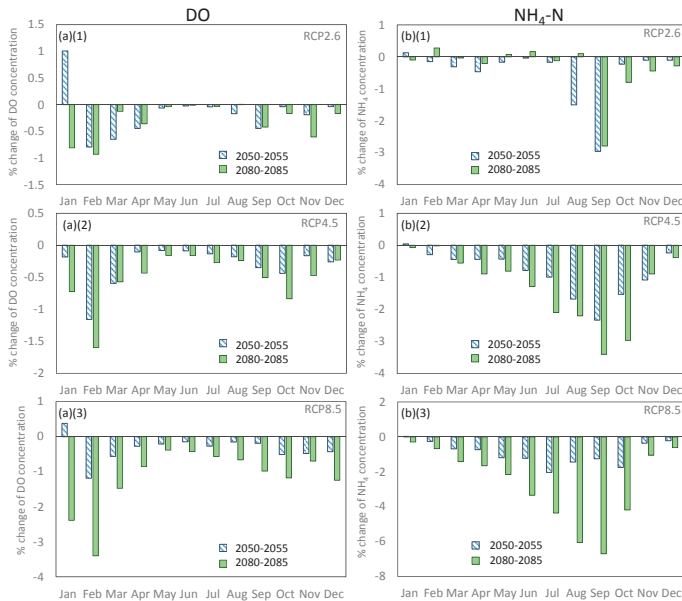 DO
NH₄-N
(a)(1)
RCP2.6
% change of DO concentration
1.5
1
0.5
0
-0.5
-1
-1.5
2050-2055
2080-2085
Jan Feb Mar Apr May Jun Jul Aug Sep Oct Nov Dec
(b)(1)
RCP2.6
% change of NH₄ concentration
1
0
-1
-2
-3
-4
2050-2055
2080-2085
Jan Feb Mar Apr May Jun Jul Aug Sep Oct Nov Dec
(a)(2)
RCP4.5
% change of DO concentration
0.5
0
-0.5
-1
-1.5
-2
2050-2055
2080-2085
Jan Feb Mar Apr May Jun Jul Aug Sep Oct Nov Dec
(b)(2)
RCP4.5
% change of NH₄ concentration
1
0
-1
-2
-3
-4
2050-2055
2080-2085
Jan Feb Mar Apr May Jun Jul Aug Sep Oct Nov Dec
(a)(3)
RCP8.5
% change of DO concentration
1
0
-1
-2
-3
-4
2050-2055
2080-2085
Jan Feb Mar Apr May Jun Jul Aug Sep Oct Nov Dec
(b)(3)
RCP8.5
% change of NH₄ concentration
2
0
-2
-4
-6
-8
2050-2055
2080-2085
Jan Feb Mar Apr May Jun Jul Aug Sep Oct Nov Dec